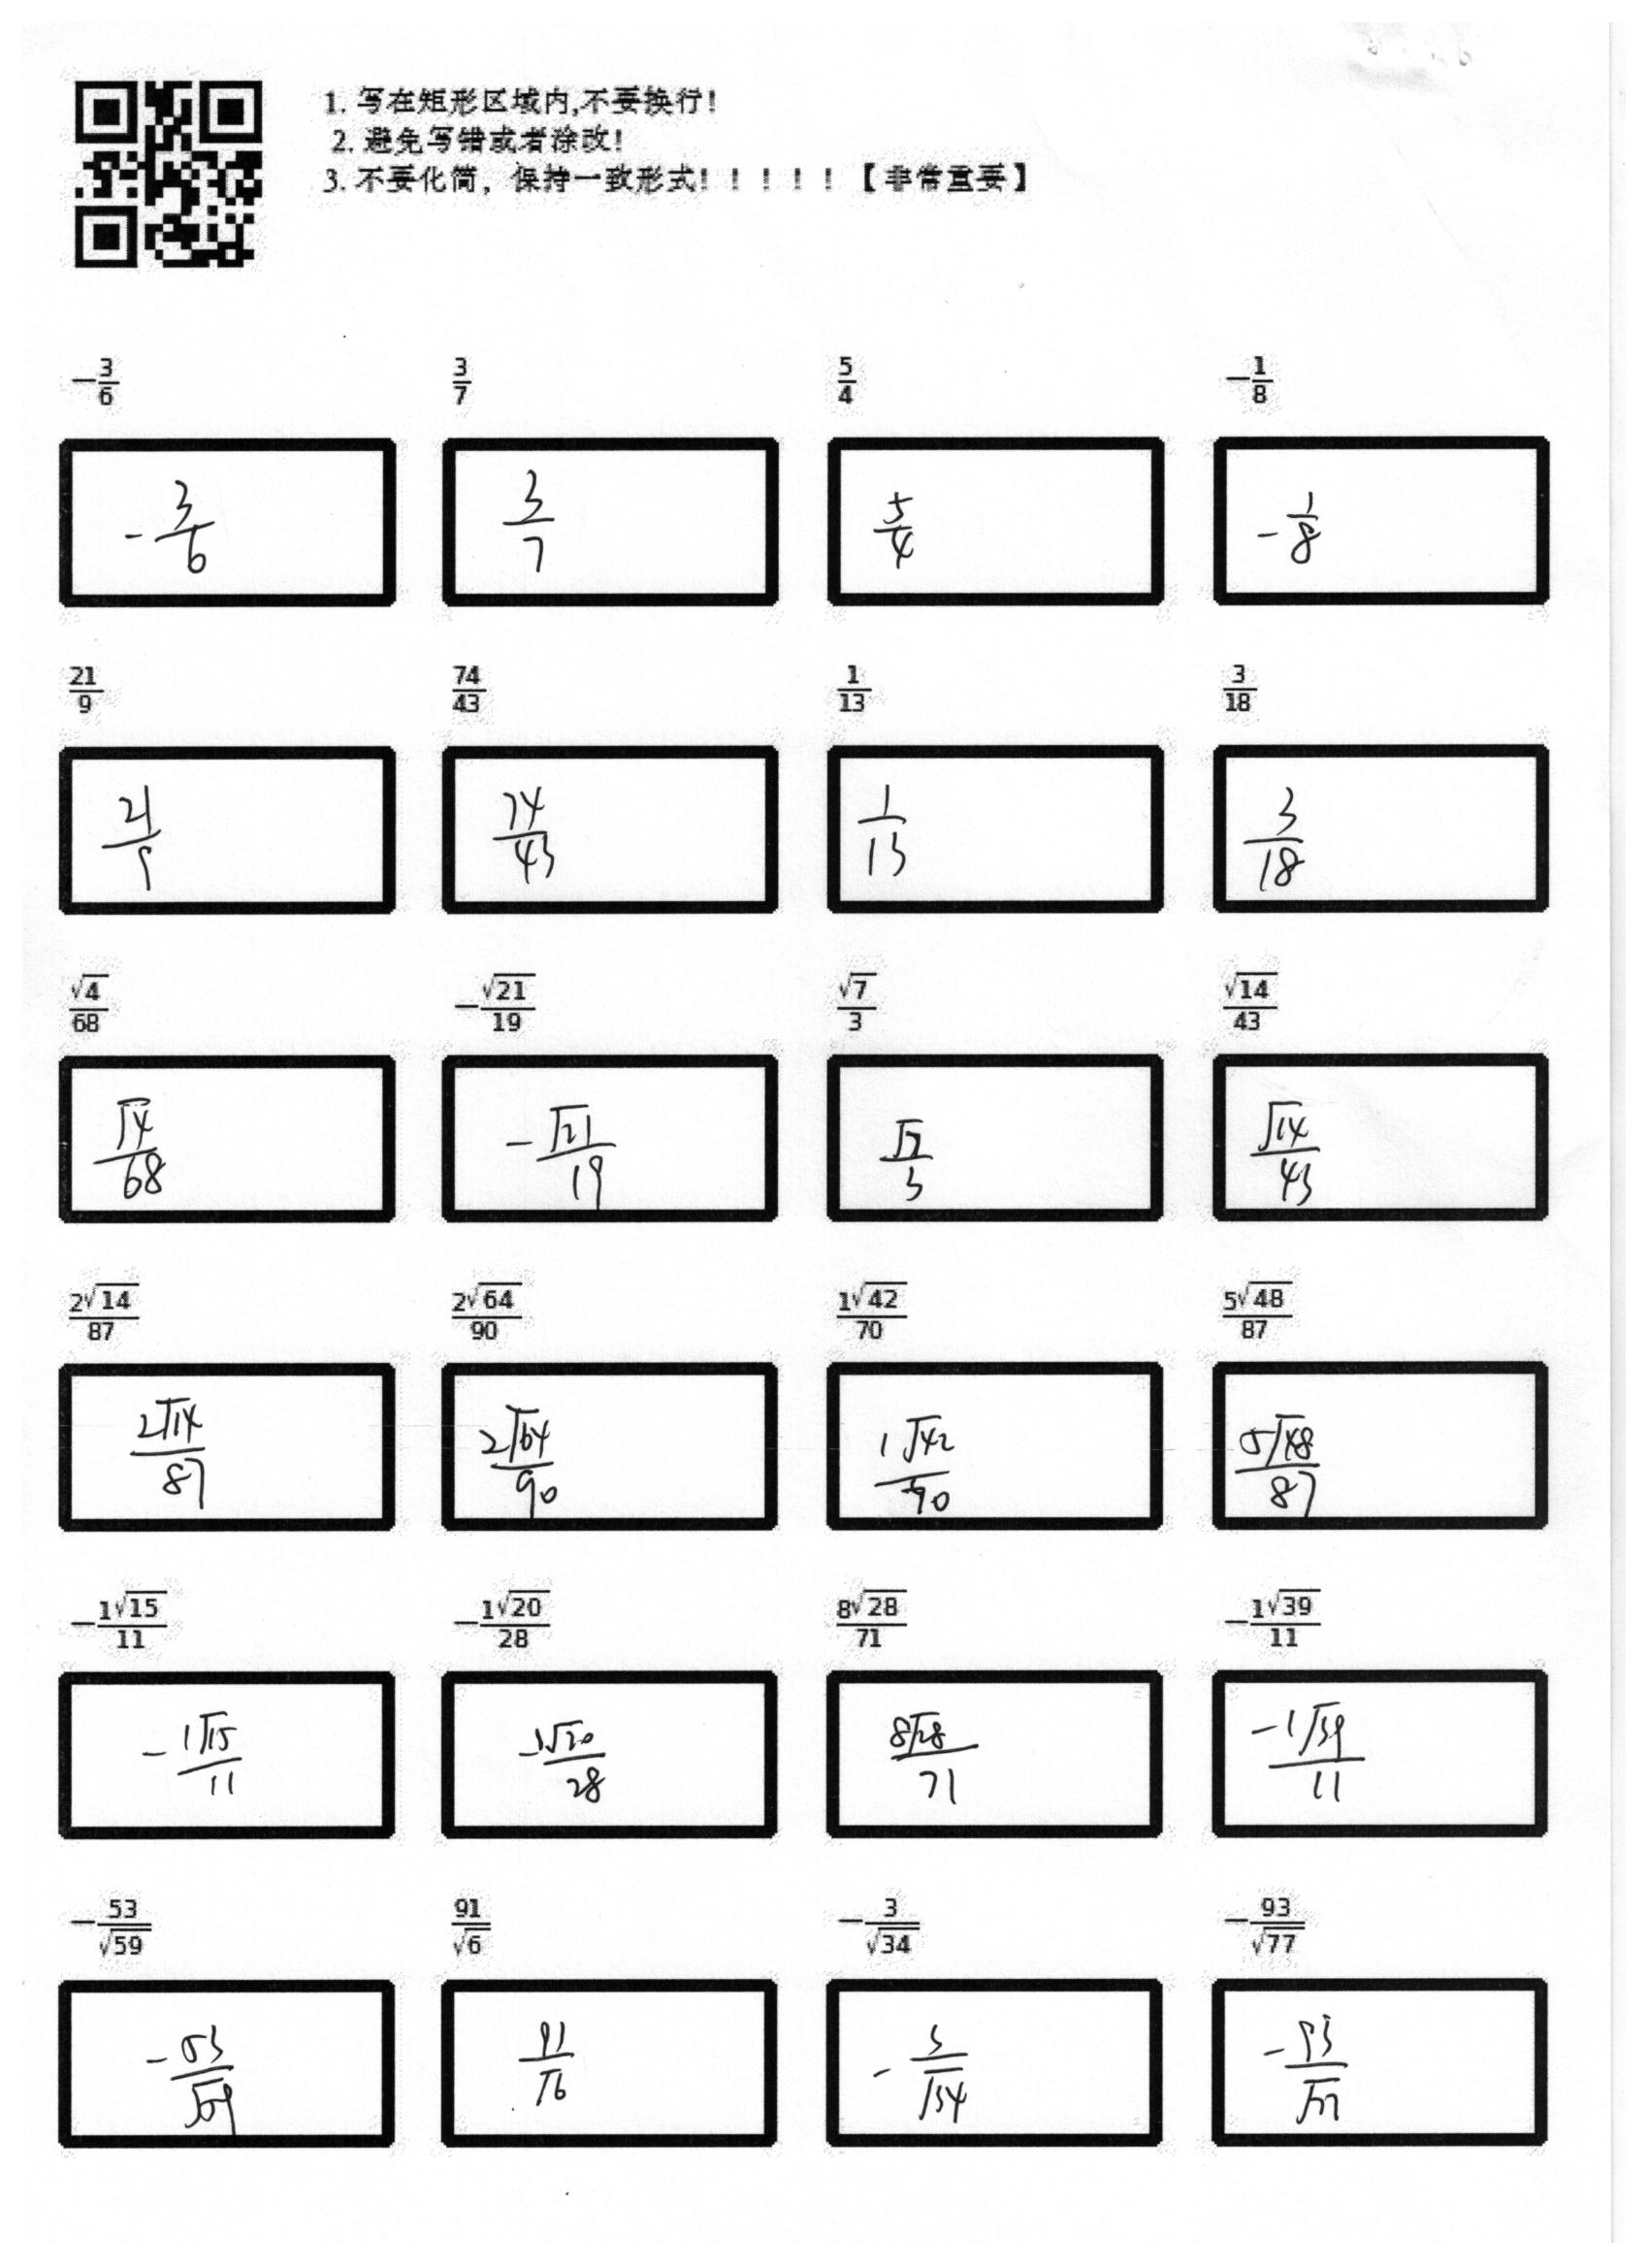 1. 写在矩形区域内,不要换行!
2. 避免写错或者涂改!
3. 不要化简，保持一致形式！！！！！【非常重要】
$-\frac{3}{6}$ $\frac{3}{7}$ $\frac{5}{4}$ $-\frac{1}{8}$
$-\frac{3}{6}$ $\frac{3}{7}$ $\frac{5}{4}$ $-\frac{1}{8}$
$\frac{21}{9}$ $\frac{74}{43}$ $\frac{1}{13}$ $\frac{3}{18}$
$\frac{21}{9}$ $\frac{74}{43}$ $\frac{1}{13}$ $\frac{3}{18}$
$\frac{\sqrt{4}}{68}$ $-\frac{\sqrt{21}}{19}$ $\frac{\sqrt{7}}{3}$ $\frac{\sqrt{14}}{43}$
$\frac{\sqrt{4}}{68}$ $-\frac{\sqrt{21}}{19}$ $\frac{\sqrt{7}}{3}$ $\frac{\sqrt{14}}{43}$
$\frac{2\sqrt{14}}{87}$ $\frac{2\sqrt{64}}{90}$ $\frac{1\sqrt{42}}{70}$ $\frac{5\sqrt{48}}{87}$
$\frac{2\sqrt{14}}{87}$ $\frac{2\sqrt{64}}{90}$ $\frac{1\sqrt{42}}{90}$ $\frac{5\sqrt{48}}{87}$
$-\frac{1\sqrt{15}}{11}$ $-\frac{1\sqrt{20}}{28}$ $\frac{8\sqrt{28}}{71}$ $-\frac{1\sqrt{39}}{11}$
$-\frac{1\sqrt{15}}{11}$ $-\frac{1\sqrt{20}}{28}$ $\frac{8\sqrt{28}}{71}$ $\frac{-1\sqrt{39}}{11}$
$-\frac{53}{\sqrt{59}}$ $\frac{91}{\sqrt{6}}$ $-\frac{3}{\sqrt{34}}$ $-\frac{93}{\sqrt{77}}$
$-\frac{53}{\sqrt{59}}$ $\frac{91}{\sqrt{6}}$ $-\frac{3}{\sqrt{34}}$ $-\frac{93}{\sqrt{77}}$